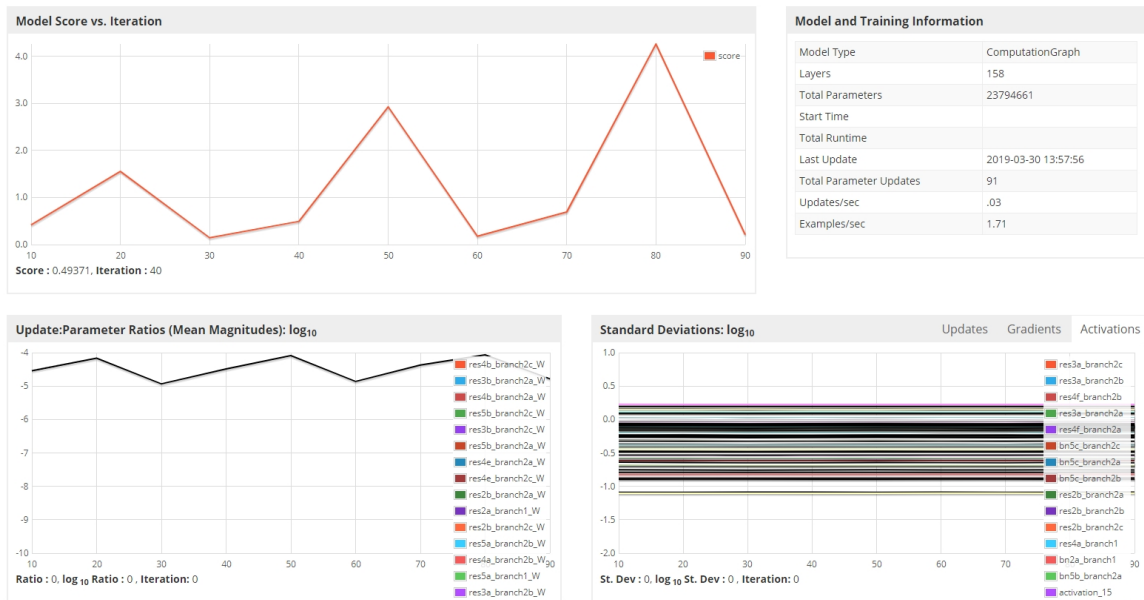 Model Score vs. Iteration
4.0
3.0
2.0
1.0
0.0
10 20 30 40 50 60 70 80 90
score
Score : 0.49371, Iteration : 40
Model and Training Information
Model Type ComputationGraph
Layers 158
Total Parameters 23794661
Start Time
Total Runtime
Last Update 2019-03-30 13:57:56
Total Parameter Updates 91
Updates/sec .03
Examples/sec 1.71
Update:Parameter Ratios (Mean Magnitudes): log10
-4
-5
-6
-7
-8
-9
-10
10 20 30 40 50 60 70 90
res4b_branch2c_W
res3b_branch2a_W
res4b_branch2a_W
res5b_branch2c_W
res3b_branch2c_W
res5b_branch2a_W
res4e_branch2a_W
res4e_branch2c_W
res2b_branch2a_W
res2a_branch1_W
res2b_branch2c_W
res5a_branch2b_W
res4a_branch2b_W
res5a_branch1_W
res3a_branch2b_W
Ratio : 0, log10 Ratio : 0 , Iteration: 0
Standard Deviations: log10 Updates Gradients Activations
1.0
0.5
0.0
-0.5
-1.0
-1.5
-2.0
10 20 30 40 50 60 70 90
res3a_branch2c
res3a_branch2b
res4f_branch2b
res3a_branch2a
res4f_branch2a
bn5c_branch2c
bn5c_branch2a
bn5c_branch2b
res2b_branch2a
res2b_branch2b
res2b_branch2c
res4a_branch1
bn2a_branch1
bn5b_branch2a
activation_15
St. Dev : 0, log10 St. Dev : 0 , Iteration: 0